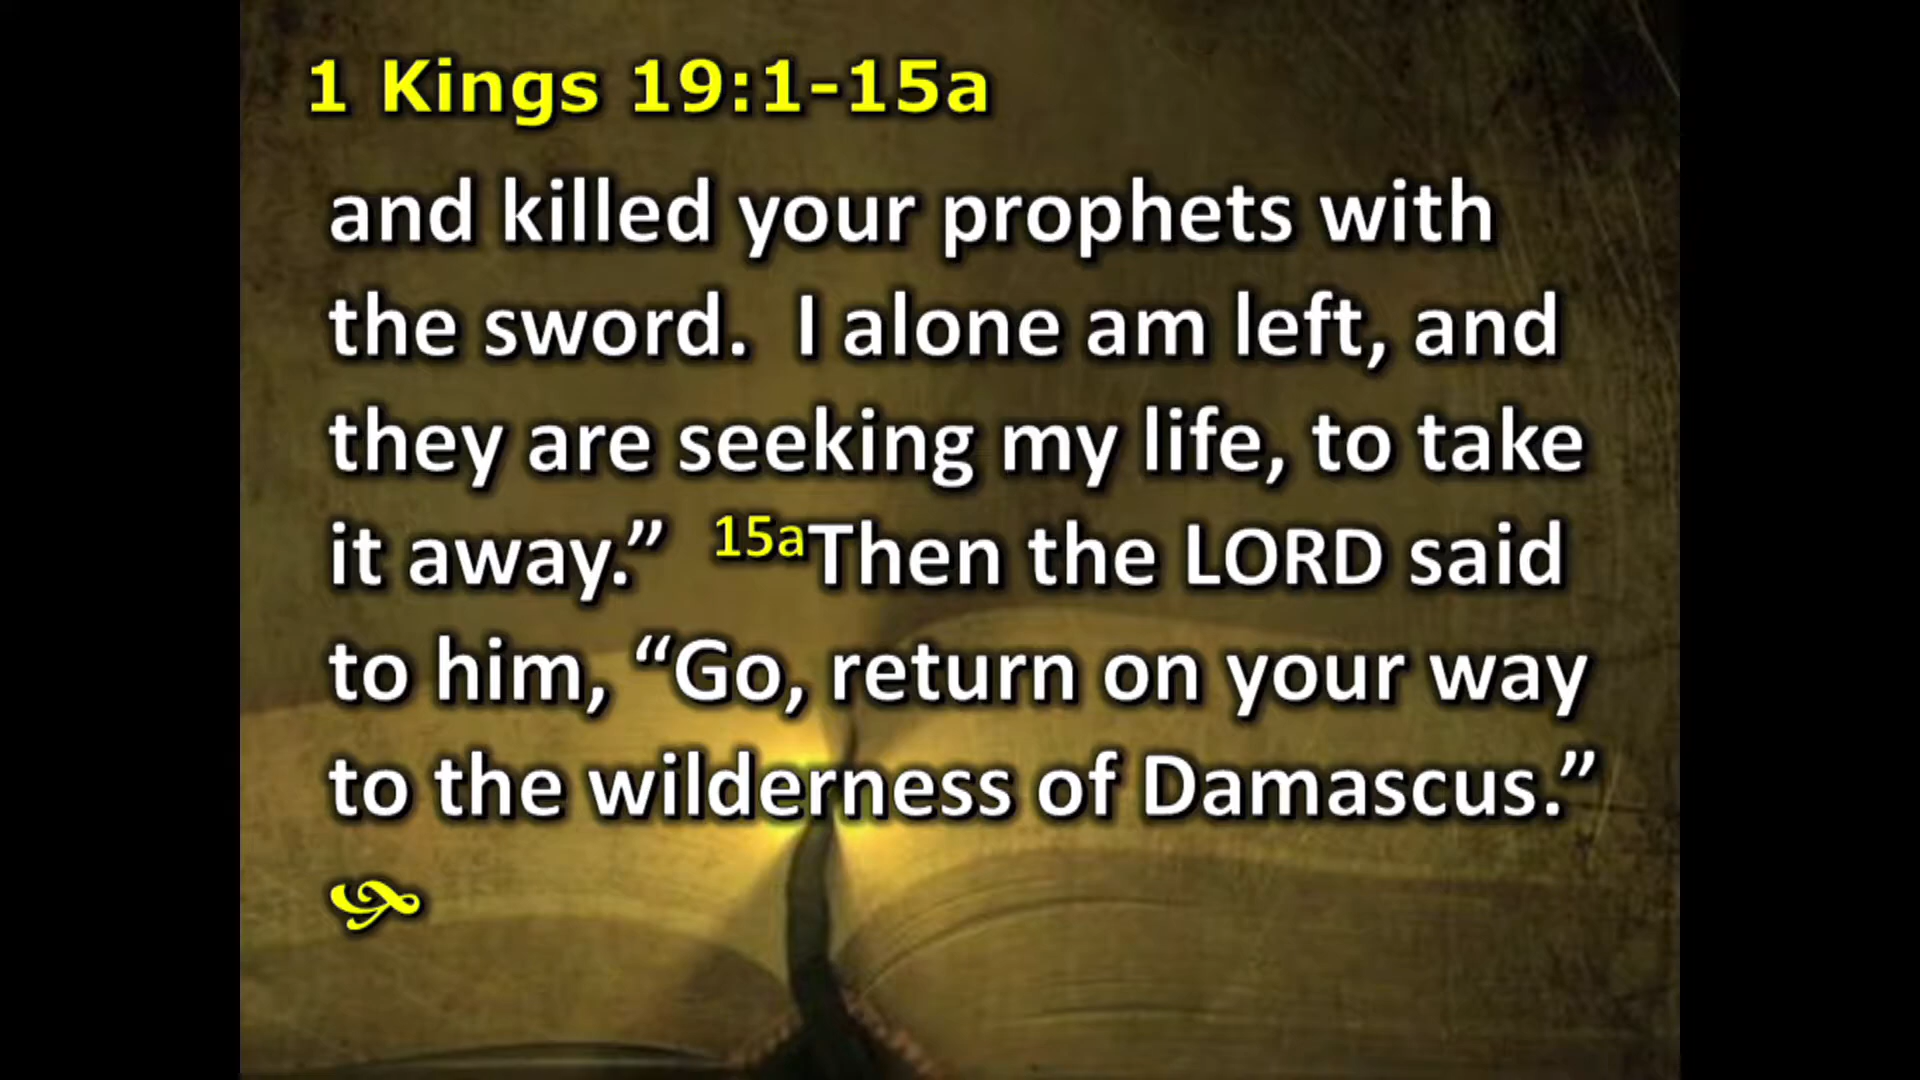 1 Kings 19:1-15a
and killed your prophets with
the sword.  I alone am left, and
they are seeking my life, to take
it away.”  15aThen the LORD said
to him, “Go, return on your way
to the wilderness of Damascus.”